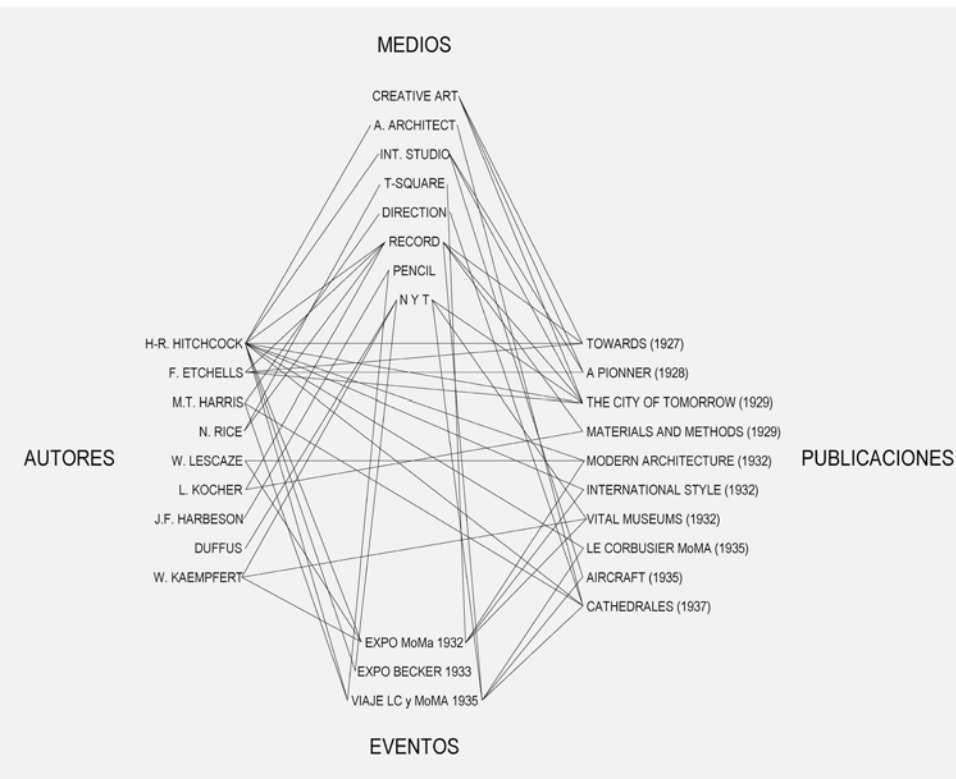 MEDIOS
CREATIVE ART
A. ARCHITECT
INT. STUDIO
T-SQUARE
DIRECTION
RECORD
PENCIL
N Y T
H-R. HITCHCOCK
F. ETCHELLS
M.T. HARRIS
N. RICE
W. LESCAZE
L. KOCHER
J.F. HARBESON
DUFFUS
W. KAEMPFERT
AUTORES
TOWARDS (1927)
A PIONNER (1928)
THE CITY OF TOMORROW (1929)
MATERIALS AND METHODS (1929)
MODERN ARCHITECTURE (1932)
INTERNATIONAL STYLE (1932)
VITAL MUSEUMS (1932)
LE CORBUSIER MoMA (1935)
AIRCRAFT (1935)
CATHEDRALES (1937)
PUBLICACIONES
EXPO MoMa 1932
EXPO BECKER 1933
VIAJE LC y MoMA 1935
EVENTOS